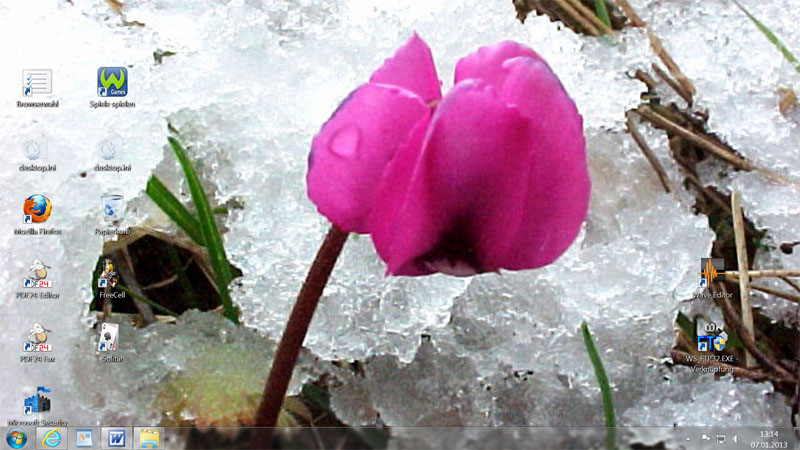 Browserwahl
Games
Spiele spielen
desktop.ini
desktop.ini
Mozilla Firefox
Papierkorb
PDF24 Editor
FreeCell
PDF24 Fax
Solitär
Microsoft Security
Wave Editor
WS_FTP32.EXE
Verknüpfung
13:14
07.01.2013